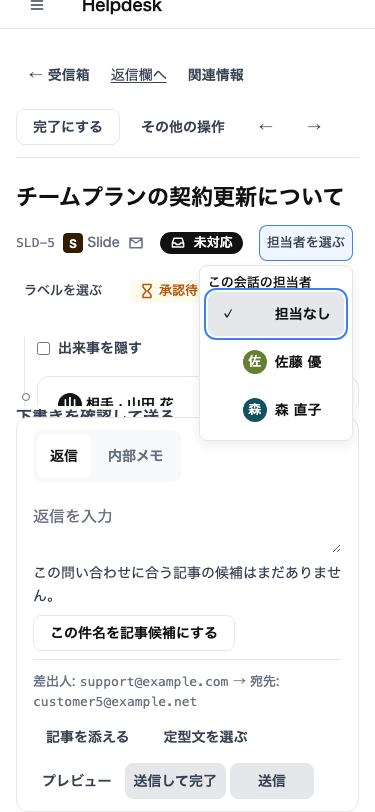 Helpdesk
← 受信箱 返信欄へ 関連情報
完了にする その他の操作 ← →
チームプランの契約更新について
SLD-5 S Slide 未対応 担当者を選ぶ
ラベルを選ぶ 承認待
この会話の担当者
✓ 担当なし
佐 佐藤 優
森 森 直子
出来事を隠す
山 相手・山田 花
下書きを確認して送る
返信 内部メモ
返信を入力
この問い合わせに合う記事の候補はまだありませ
ん。
この件名を記事候補にする
差出人: support@example.com → 宛先:
customer5@example.net
記事を添える 定型文を選ぶ
プレビュー 送信して完了 送信